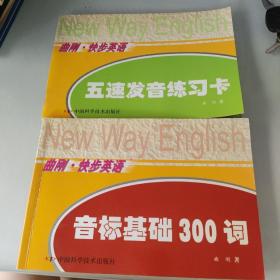 New Way English
曲刚·快步英语
五速发音练习卡
中国科学技术出版社
New Way English
曲刚·快步英语
音标基础300词
中国科学技术出版社
曲刚 著